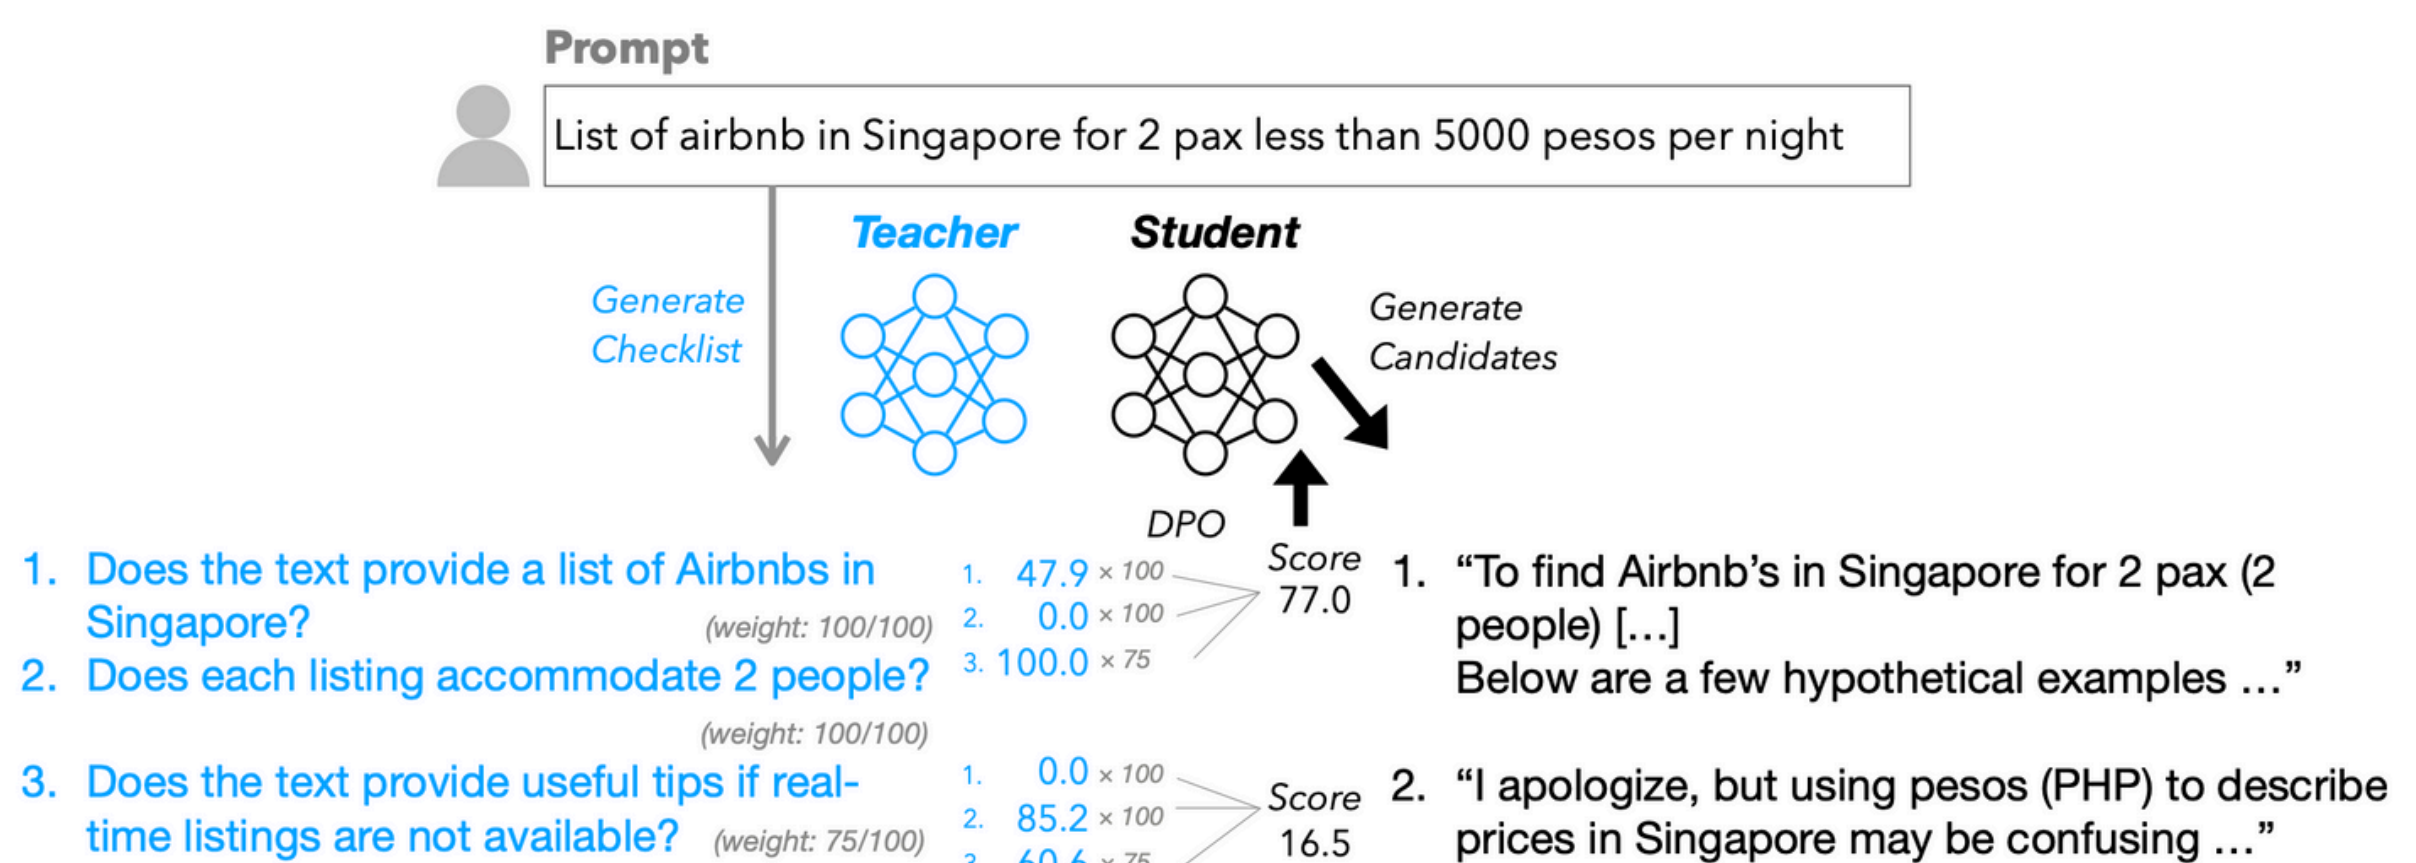 Prompt
List of airbnb in Singapore for 2 pax less than 5000 pesos per night
Teacher
Student
Generate
Checklist
Generate
Candidates
DPO
1. Does the text provide a list of Airbnbs in
Singapore? (weight: 100/100)
2. Does each listing accommodate 2 people?
(weight: 100/100)
3. Does the text provide useful tips if real-
time listings are not available? (weight: 75/100)
1. 47.9 × 100
2. 0.0 × 100
3. 100.0 × 75
Score
77.0
1. “To find Airbnb’s in Singapore for 2 pax (2
people) [...]
Below are a few hypothetical examples ...”
1. 0.0 × 100
2. 85.2 × 100
3. 60.6 × 75
Score
16.5
2. “I apologize, but using pesos (PHP) to describe
prices in Singapore may be confusing ...”